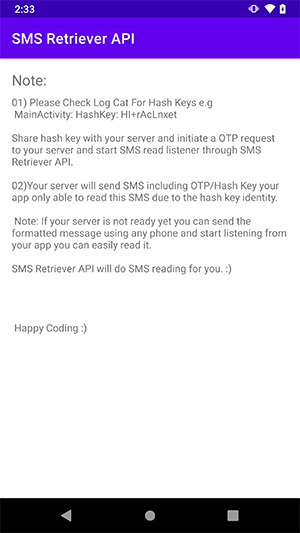 2:33
SMS Retriever API
Note:
01) Please Check Log Cat For Hash Keys e.g
MainActivity: HashKey: HI+rAcLnxet
Share hash key with your server and initiate a OTP request
to your server and start SMS read listener through SMS
Retriever API.
02)Your server will send SMS including OTP/Hash Key your
app only able to read this SMS due to the hash key identity.
Note: If your server is not ready yet you can send the
formatted message using any phone and start listening from
your app you can easily read it.
SMS Retriever API will do SMS reading for you. :)
Happy Coding :)